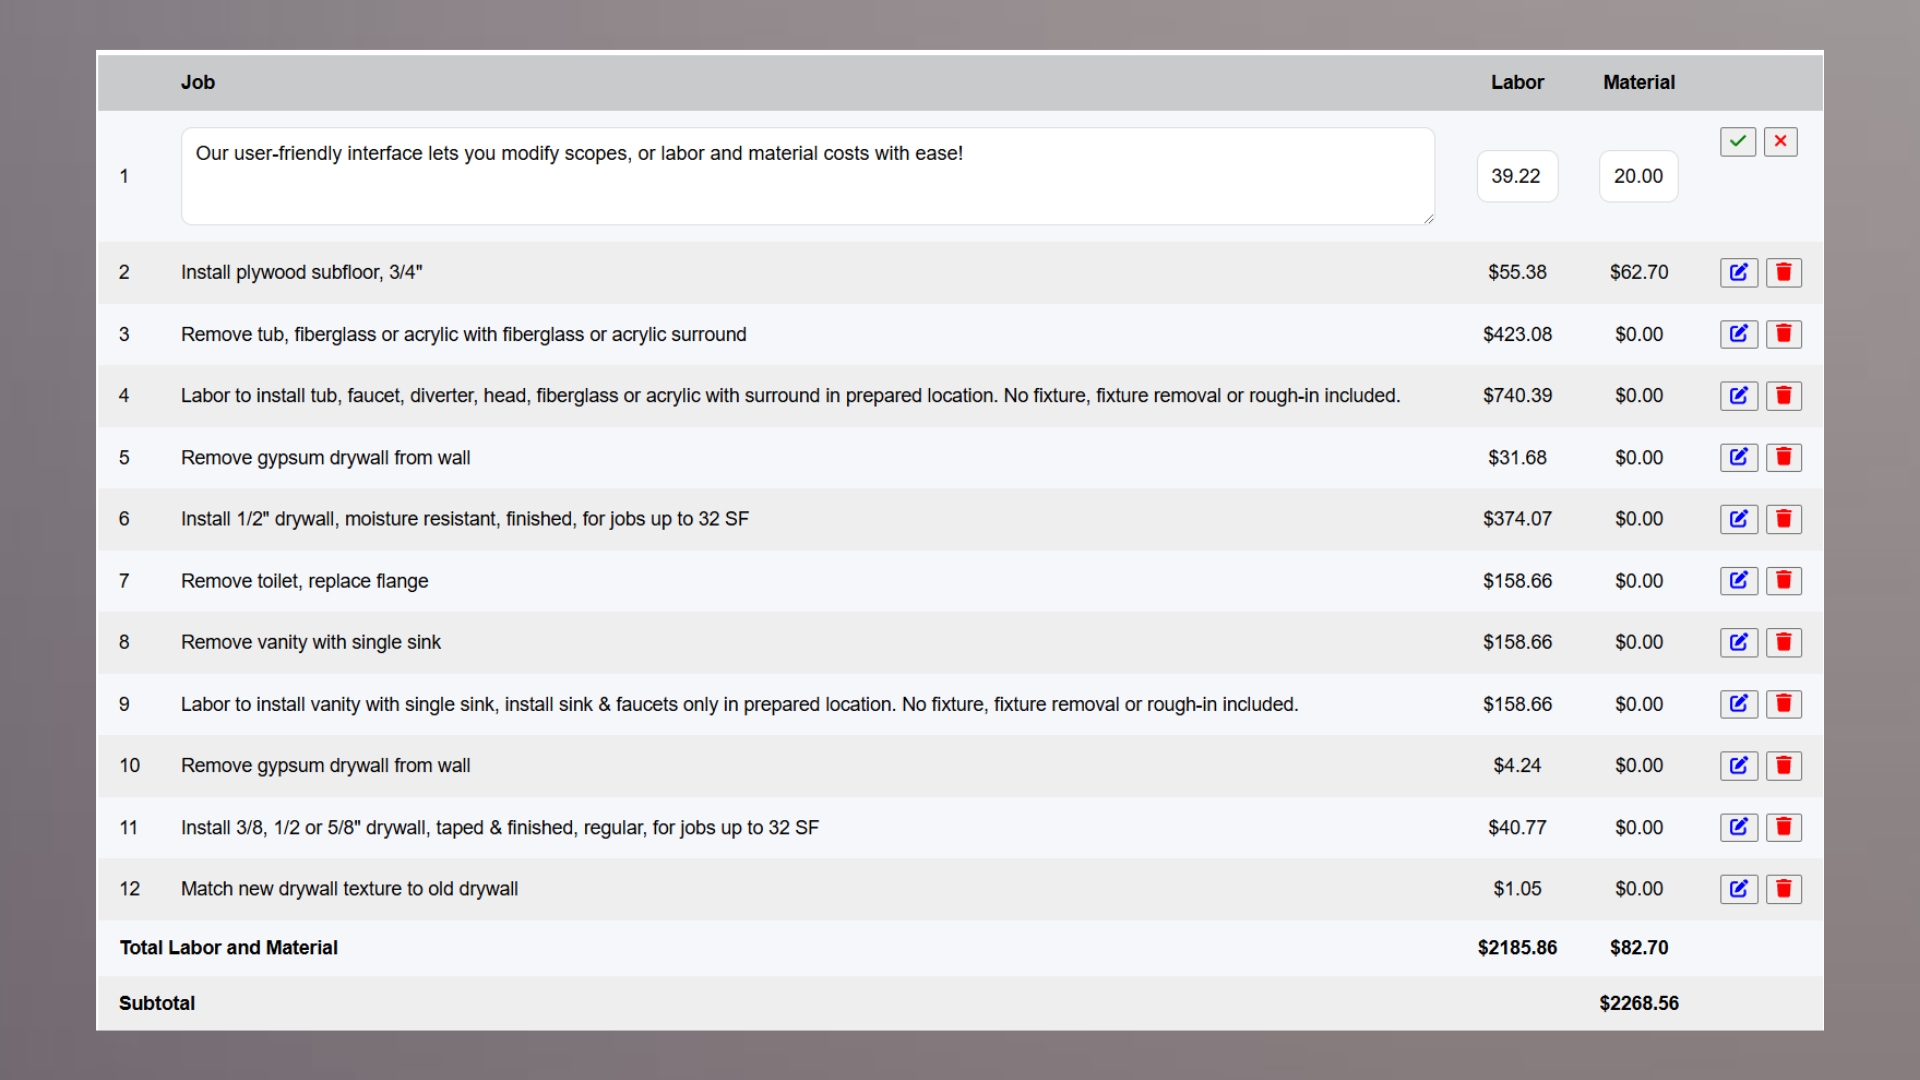 Job Labor Material
1 Our user-friendly interface lets you modify scopes, or labor and material costs with ease! 39.22 20.00
2 Install plywood subfloor, 3/4" $55.38 $62.70
3 Remove tub, fiberglass or acrylic with fiberglass or acrylic surround $423.08 $0.00
4 Labor to install tub, faucet, diverter, head, fiberglass or acrylic with surround in prepared location. No fixture, fixture removal or rough-in included. $740.39 $0.00
5 Remove gypsum drywall from wall $31.68 $0.00
6 Install 1/2" drywall, moisture resistant, finished, for jobs up to 32 SF $374.07 $0.00
7 Remove toilet, replace flange $158.66 $0.00
8 Remove vanity with single sink $158.66 $0.00
9 Labor to install vanity with single sink, install sink & faucets only in prepared location. No fixture, fixture removal or rough-in included. $158.66 $0.00
10 Remove gypsum drywall from wall $4.24 $0.00
11 Install 3/8, 1/2 or 5/8" drywall, taped & finished, regular, for jobs up to 32 SF $40.77 $0.00
12 Match new drywall texture to old drywall $1.05 $0.00
Total Labor and Material $2185.86 $82.70
Subtotal $2268.56